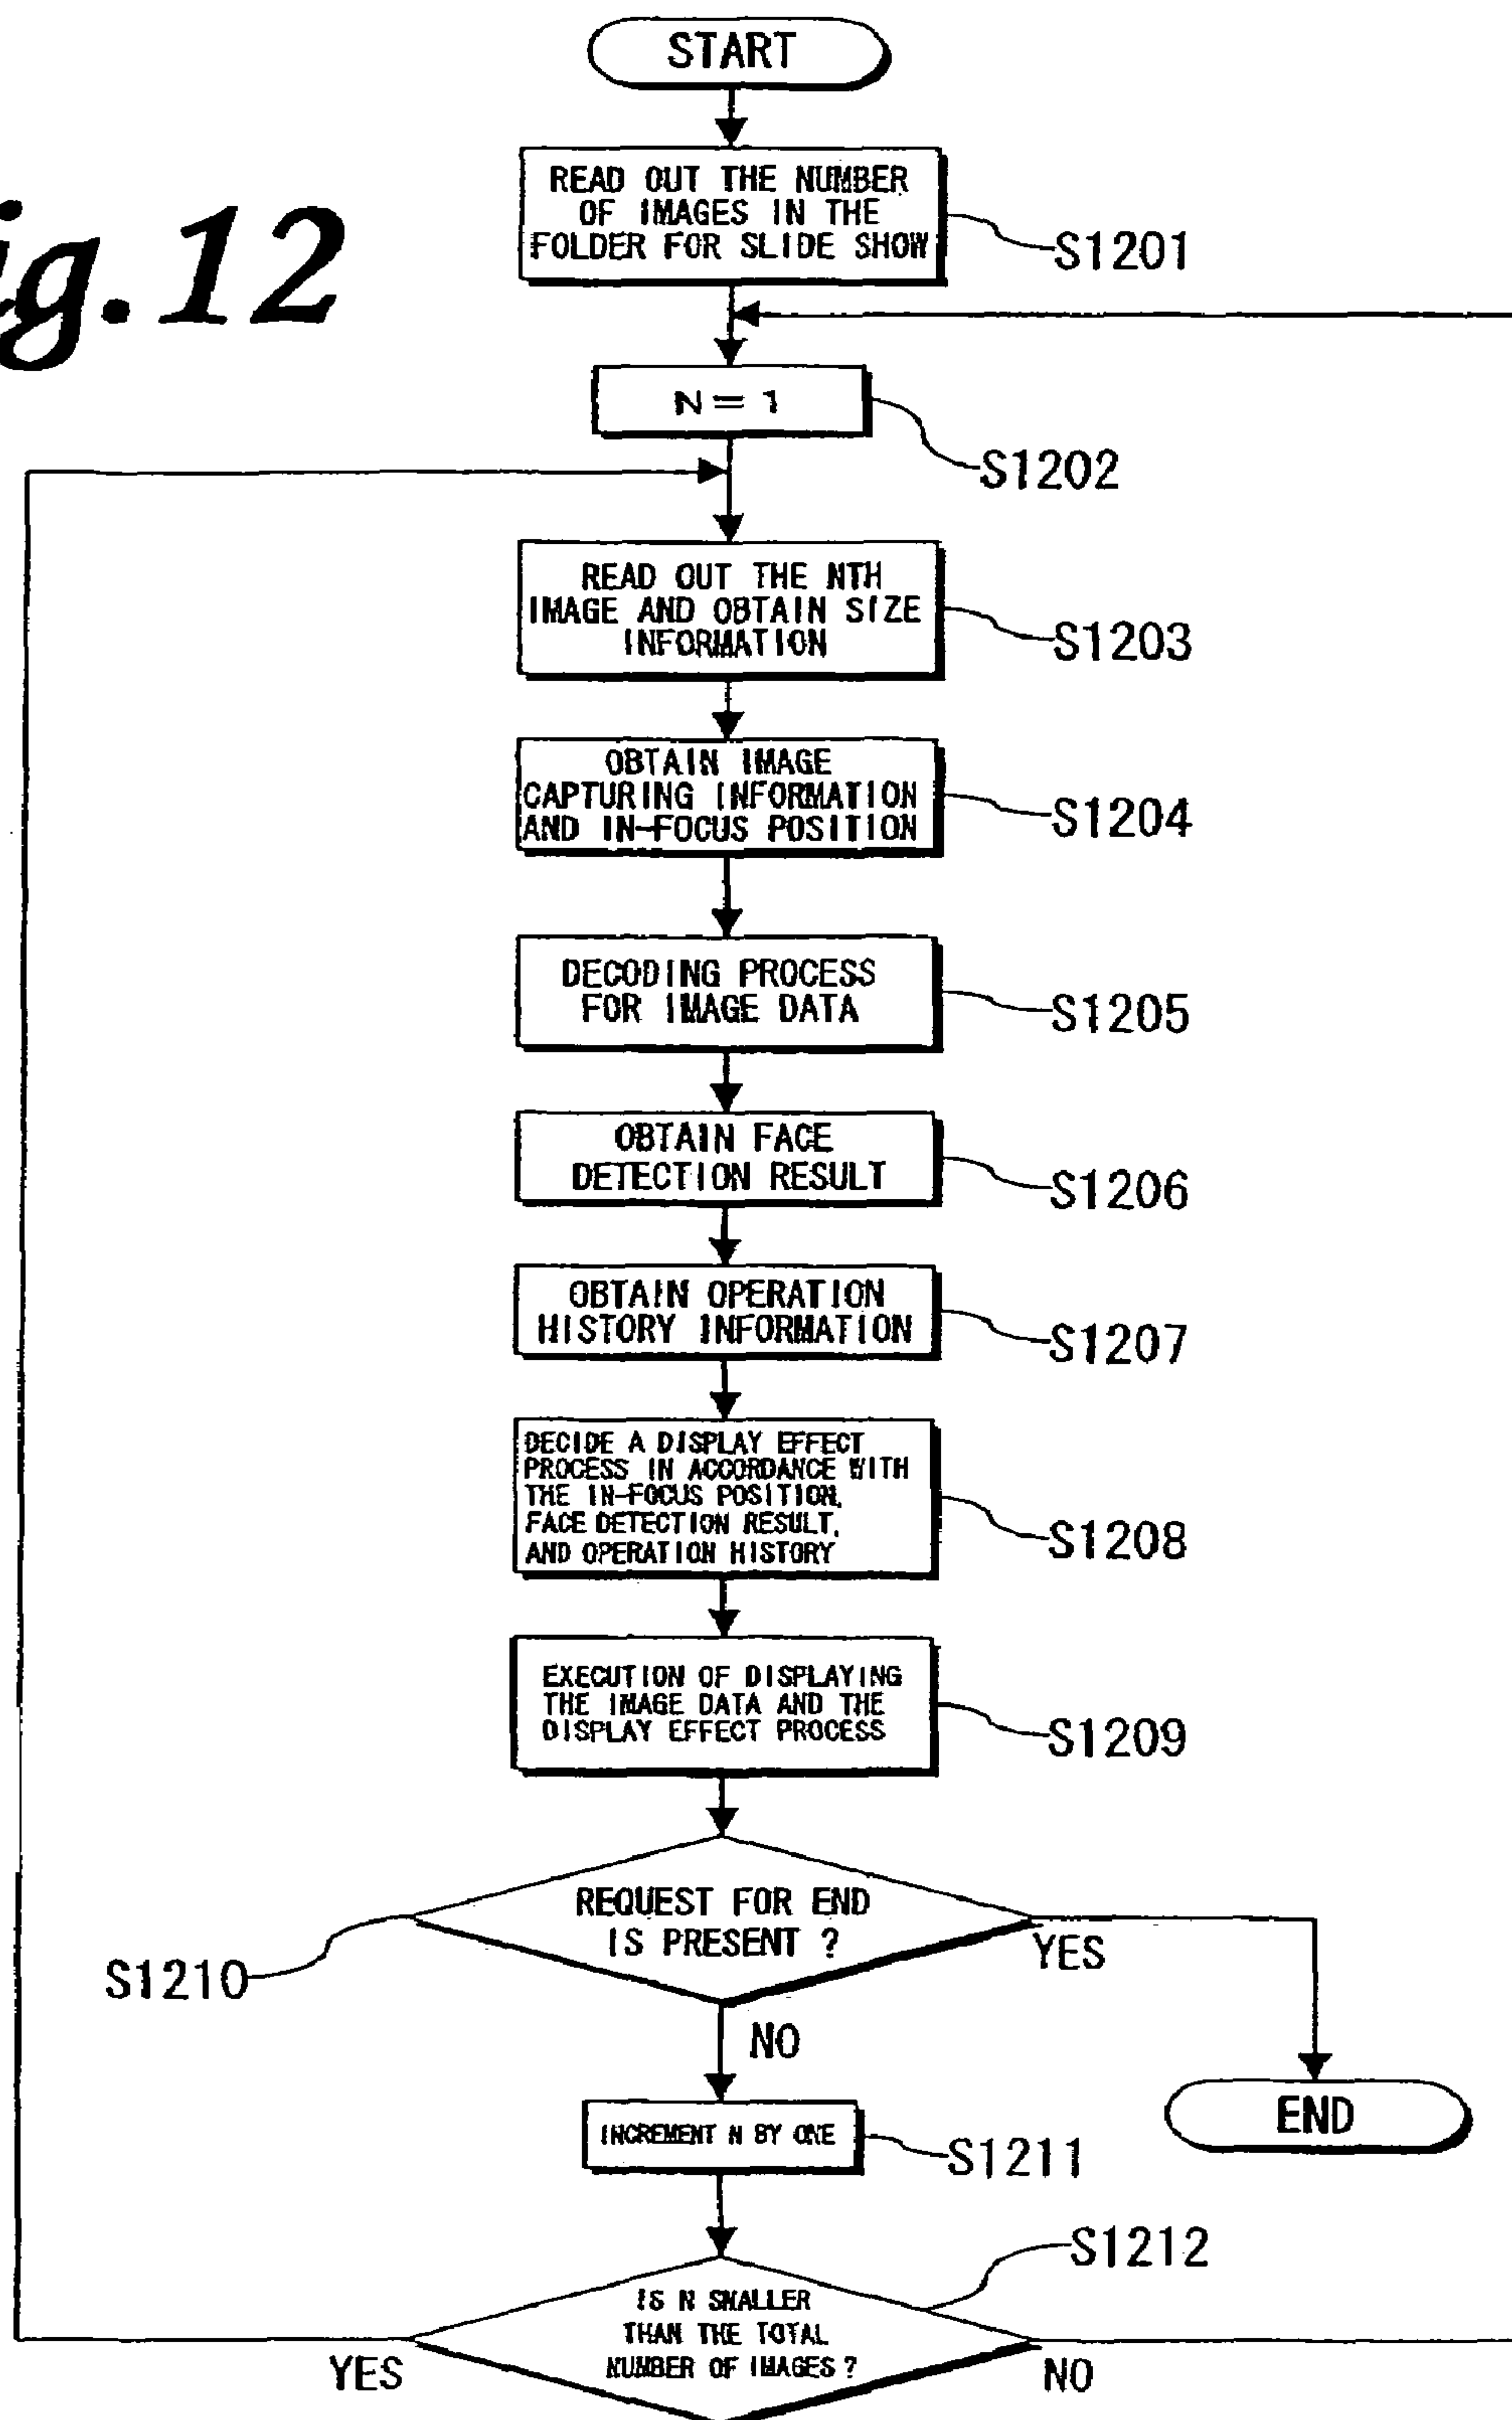 START
READ OUT THE NUMBER
OF IMAGES IN THE
FOLDER FOR SLIDE SHOW
S1201
ig.12
N=1
S1202
READ OUT THE NTH
IMAGE AND OBTAIN SIZE
INFORMATION
S1203
OBTAIN IMAGE
CAPTURING INFORMATION
AND IN-FOCUS POSITION
S1204
DECODING PROCESS
FOR IMAGE DATA
S1205
OBTAIN FACE
DETECTION RESULT
S1206
OBTAIN OPERATION
HISTORY INFORMATION
S1207
DECIDE A DISPLAY EFFECT
PROCESS IN ACCORDANCE WITH
THE IN-FOCUS POSITION,
FACE DETECTION RESULT,
AND OPERATION HISTORY
S1208
EXECUTION OF DISPLAYING
THE IMAGE DATA AND THE
DISPLAY EFFECT PROCESS
S1209
REQUEST FOR END
IS PRESENT ?
YES
S1210
NO
END
INCREMENT N BY ONE
S1211
S1212
IS N SMALLER
THAN THE TOTAL
NUMBER OF IMAGES ?
YES
NO